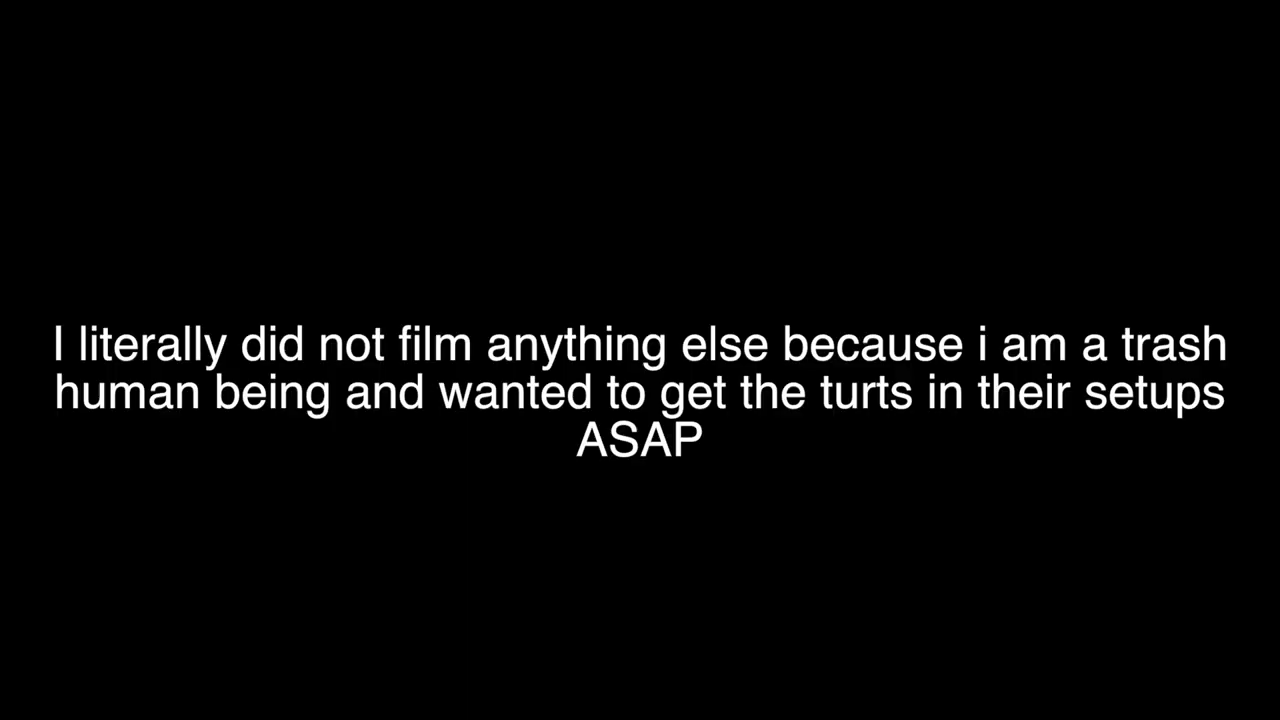 I literally did not film anything else because i am a trash
human being and wanted to get the turts in their setups
ASAP